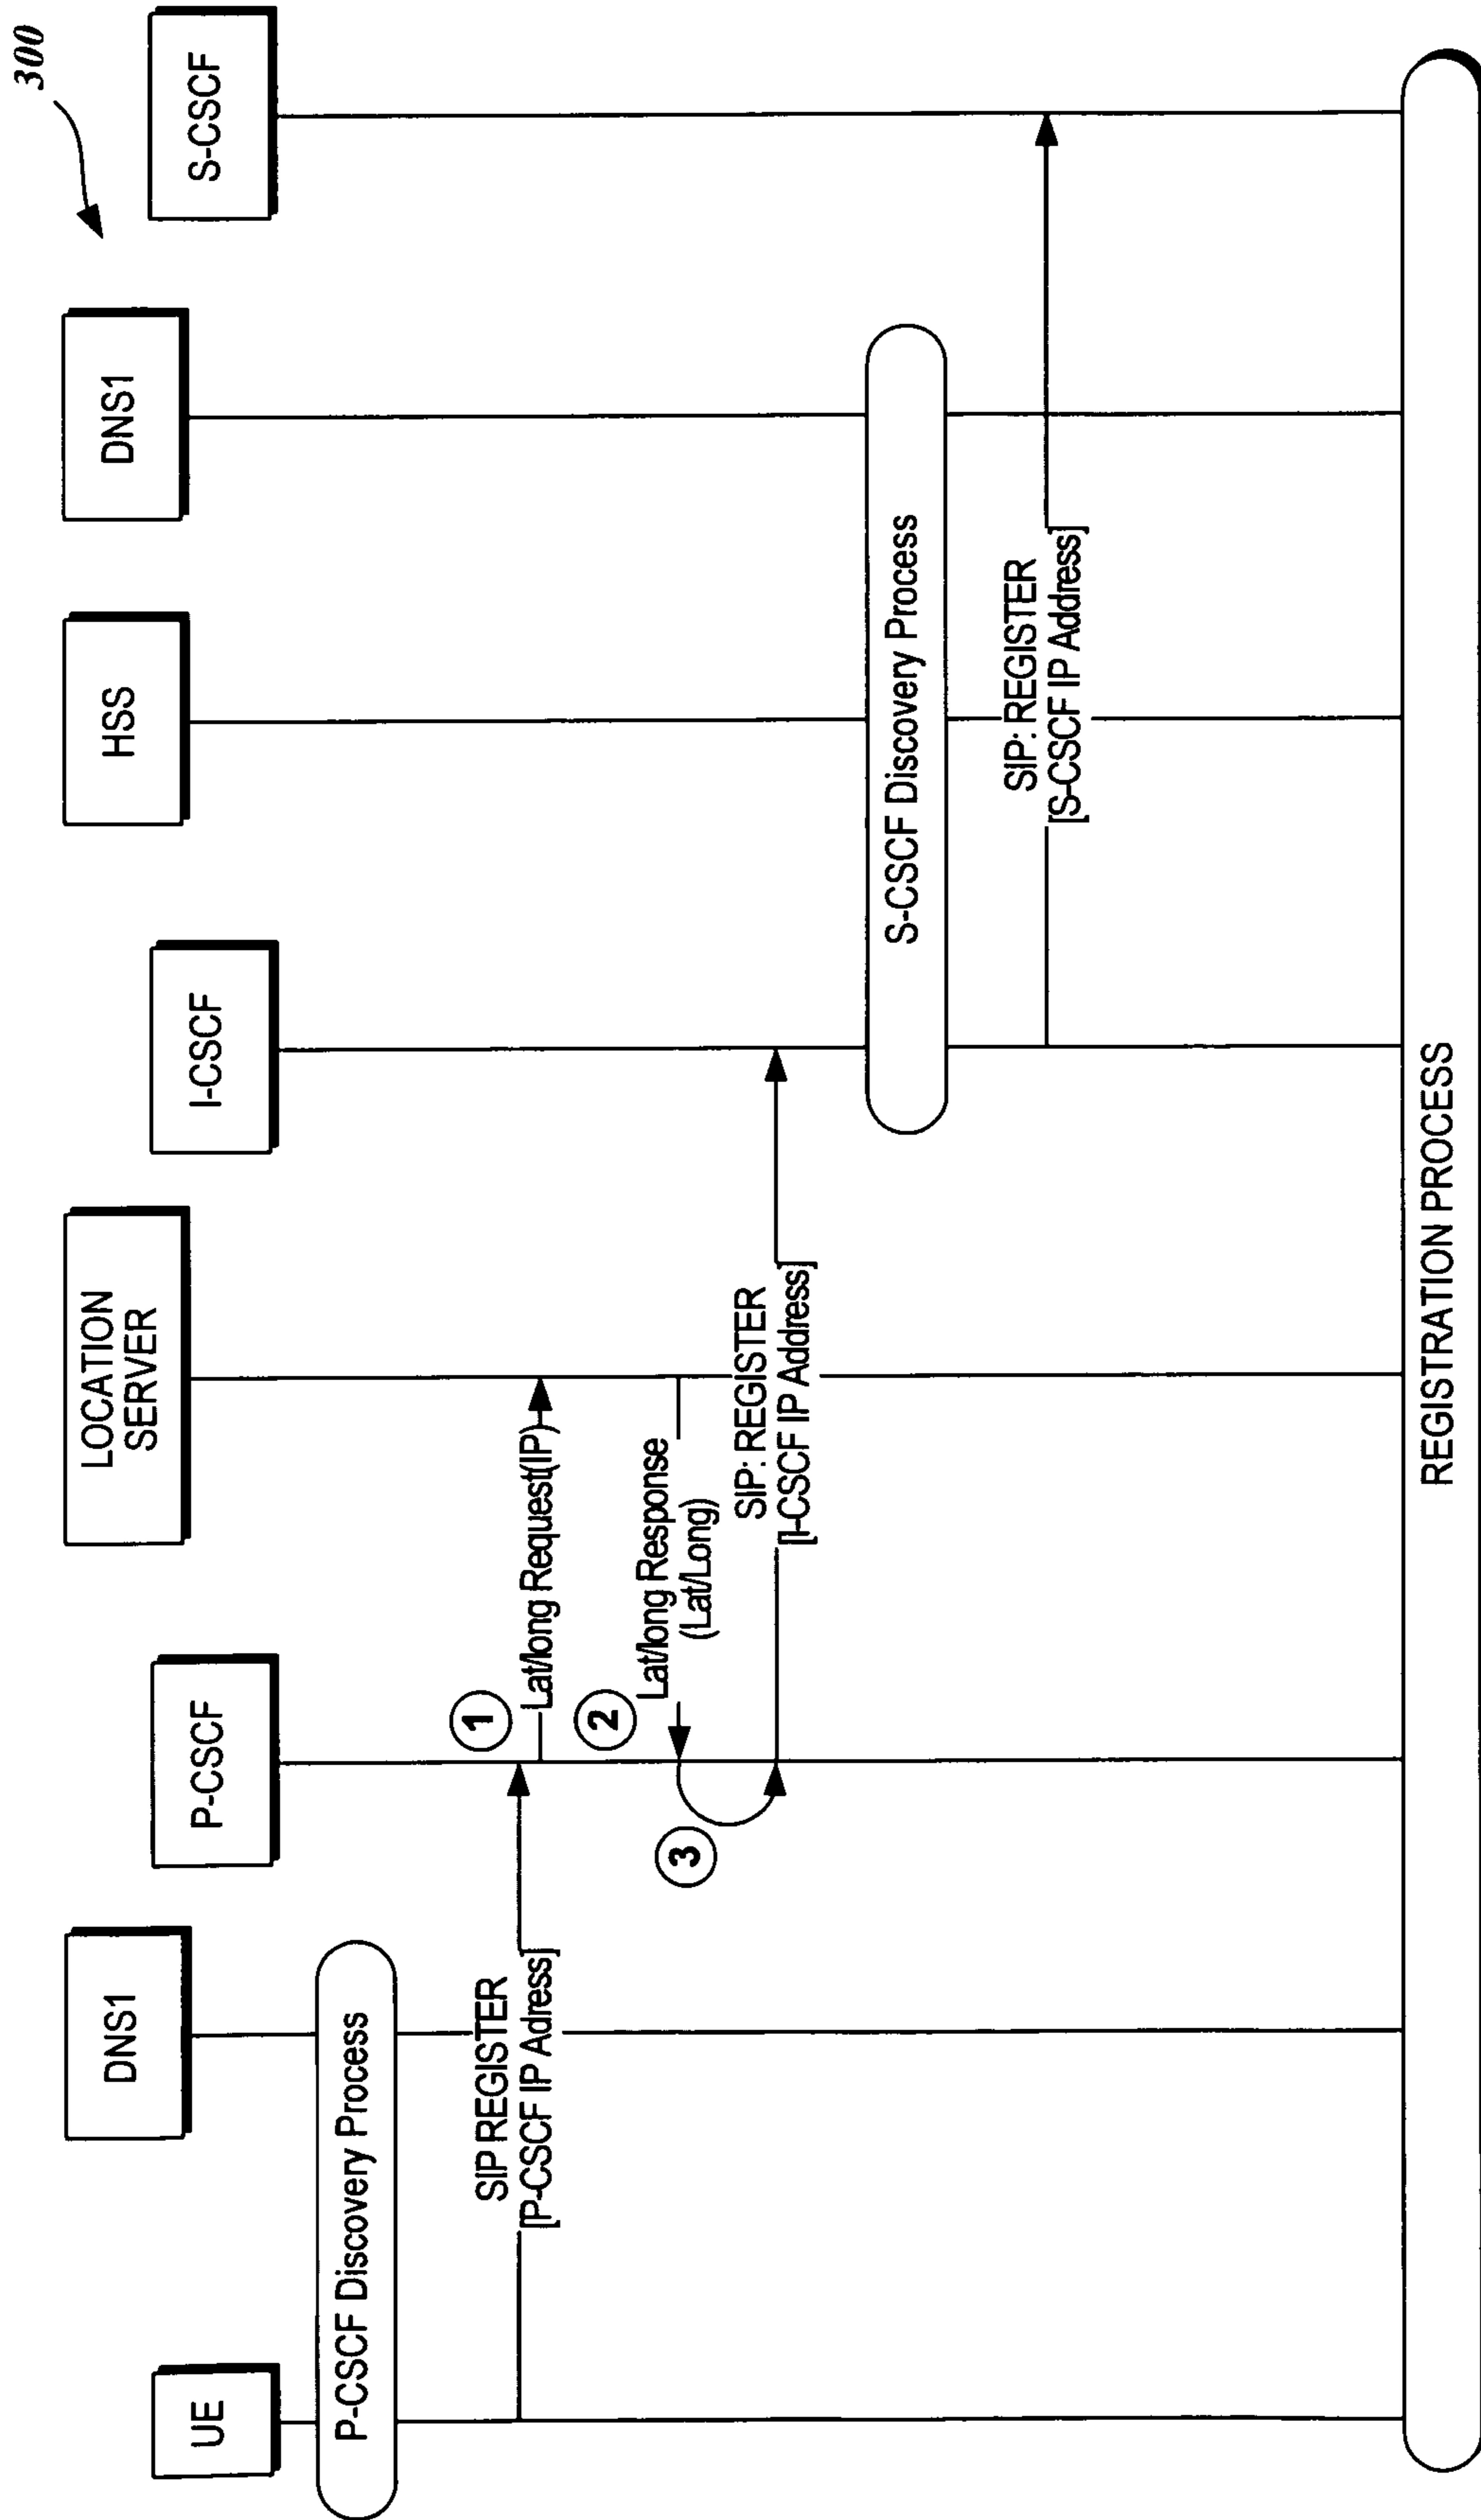 300
UE
DNS1
P-CSCF
LOCATION
SERVER
I-CSCF
HSS
DNS1
S-CSCF
P-CSCF Discovery Process
SIP REGISTER
[P-CSCF IP Adress]
1
Lat/long Request(IP)
2
Lat/long Response
(Lat/Long)
3
SIP: REGISTER
[I-CSCF IP Address]
S-CSCF Discovery Process
SIP: REGISTER
[S-CSCF IP Address]
REGISTRATION PROCESS